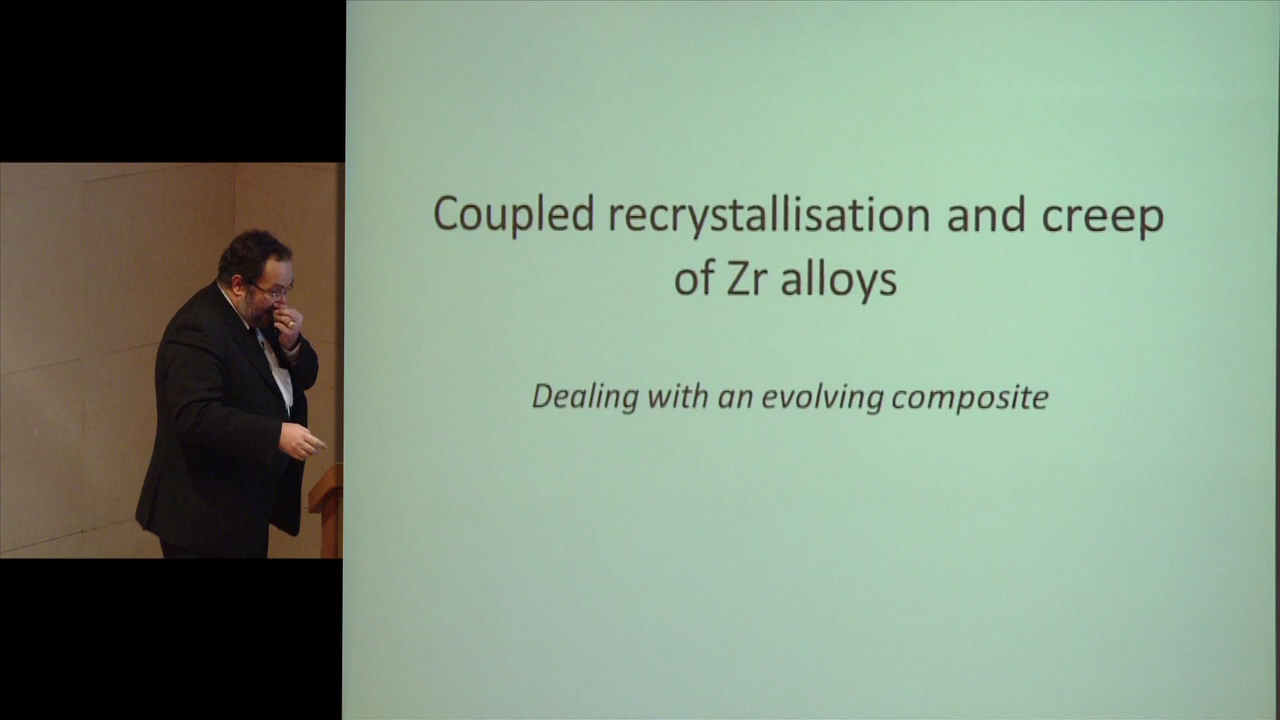 Coupled recrystallisation and creep
of Zr alloys
Dealing with an evolving composite